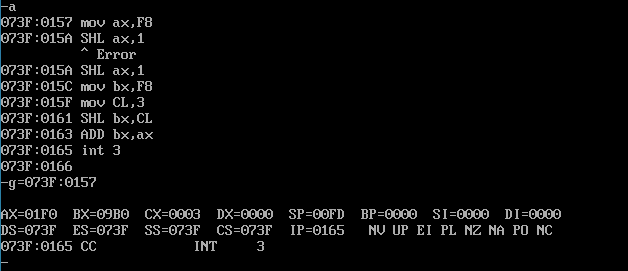 -a
073F:0157 mov ax,F8
073F:015A SHL ax,1
^ Error
073F:015A SHL ax,1
073F:015C mov bx,F8
073F:015F mov CL,3
073F:0161 SHL bx,CL
073F:0163 ADD bx,ax
073F:0165 int 3
073F:0166
-g=073F:0157
AX=01F0 BX=09B0 CX=0003 DX=0000 SP=00FD BP=0000 SI=0000 DI=0000
DS=073F ES=073F SS=073F CS=073F IP=0165 NV UP EI PL NZ NA PO NC
073F:0165 CC INT 3
-